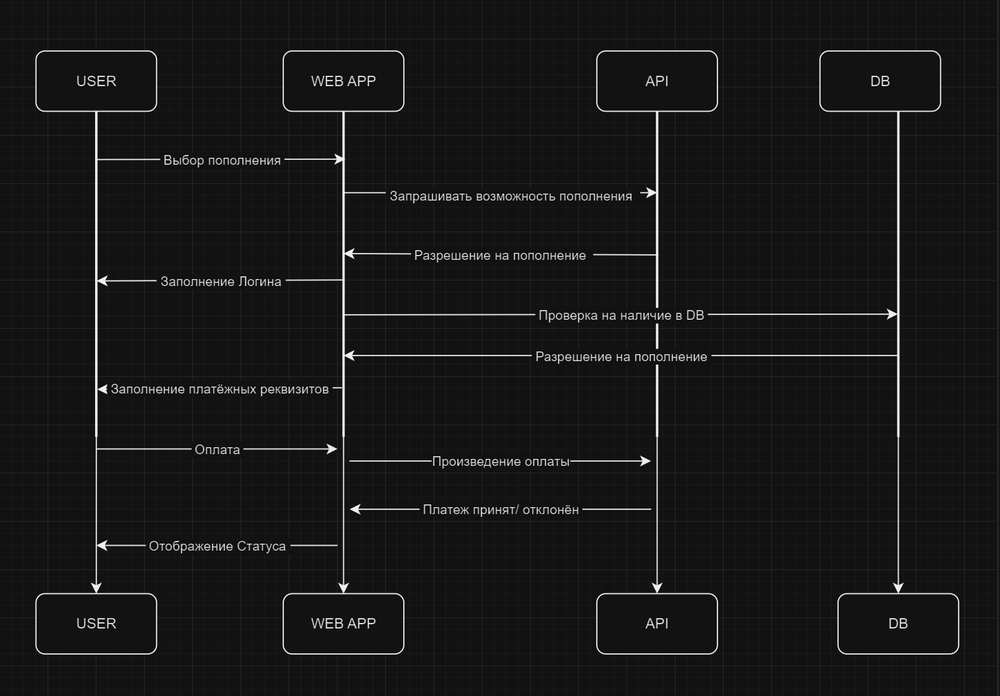 USER
WEB APP
API
DB
Выбор пополнения
Запрашивать возможность пополнения
Разрешение на пополнение
Заполнение Логина
Проверка на наличие в DB
Разрешение на пополнение
Заполнение платёжных реквизитов
Оплата
Произведение оплаты
Платеж принят/ отклонён
Отображение Статуса
USER
WEB APP
API
DB